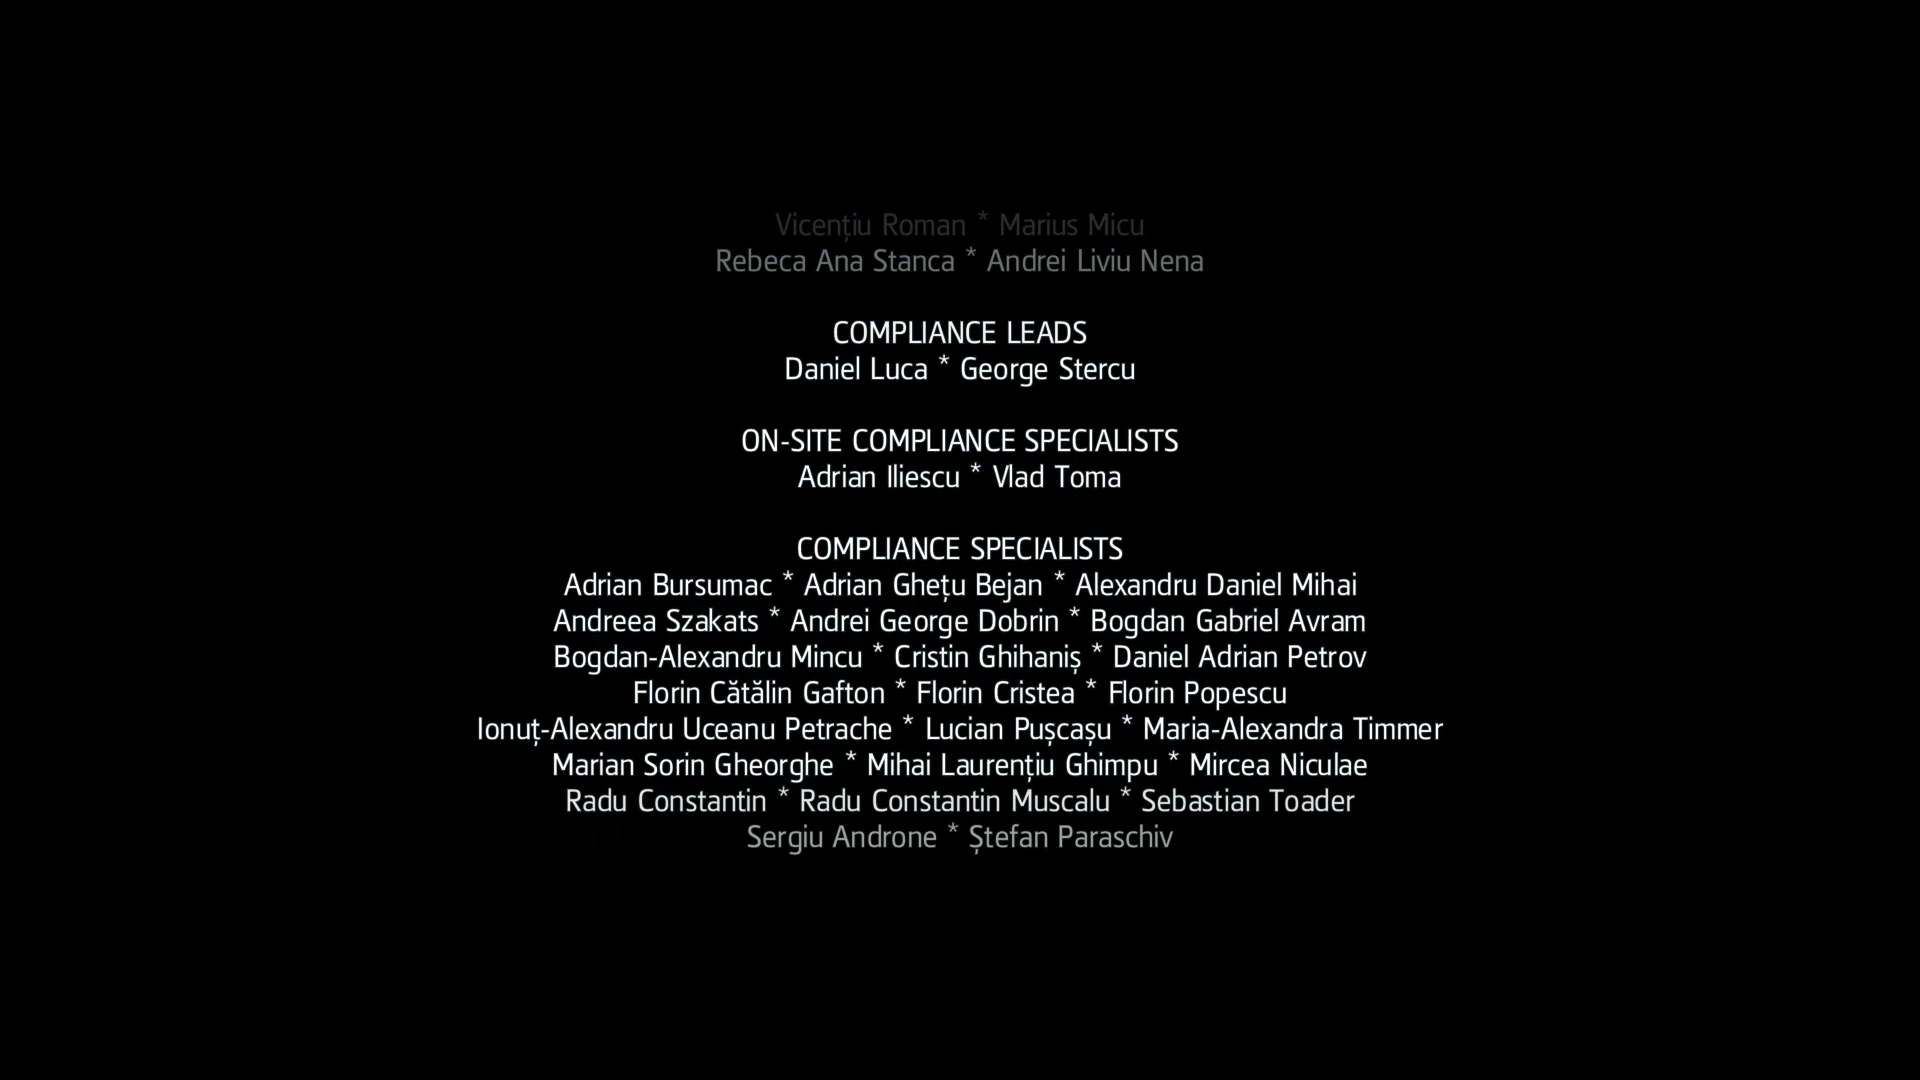 Vicențiu Roman * Marius Micu
Rebeca Ana Stanca * Andrei Liviu Nena
COMPLIANCE LEADS
Daniel Luca * George Stercu
ON-SITE COMPLIANCE SPECIALISTS
Adrian Iliescu * Vlad Toma
COMPLIANCE SPECIALISTS
Adrian Bursumac * Adrian Ghețu Bejan * Alexandru Daniel Mihai
Andreea Szakats * Andrei George Dobrin * Bogdan Gabriel Avram
Bogdan-Alexandru Mincu * Cristin Ghihaniș * Daniel Adrian Petrov
Florin Cătălin Gafton * Florin Cristea * Florin Popescu
Ionuț-Alexandru Uceanu Petrache * Lucian Pușcașu * Maria-Alexandra Timmer
Marian Sorin Gheorghe * Mihai Laurențiu Ghimpu * Mircea Niculae
Radu Constantin * Radu Constantin Muscalu * Sebastian Toader
Sergiu Androne * Ștefan Paraschiv